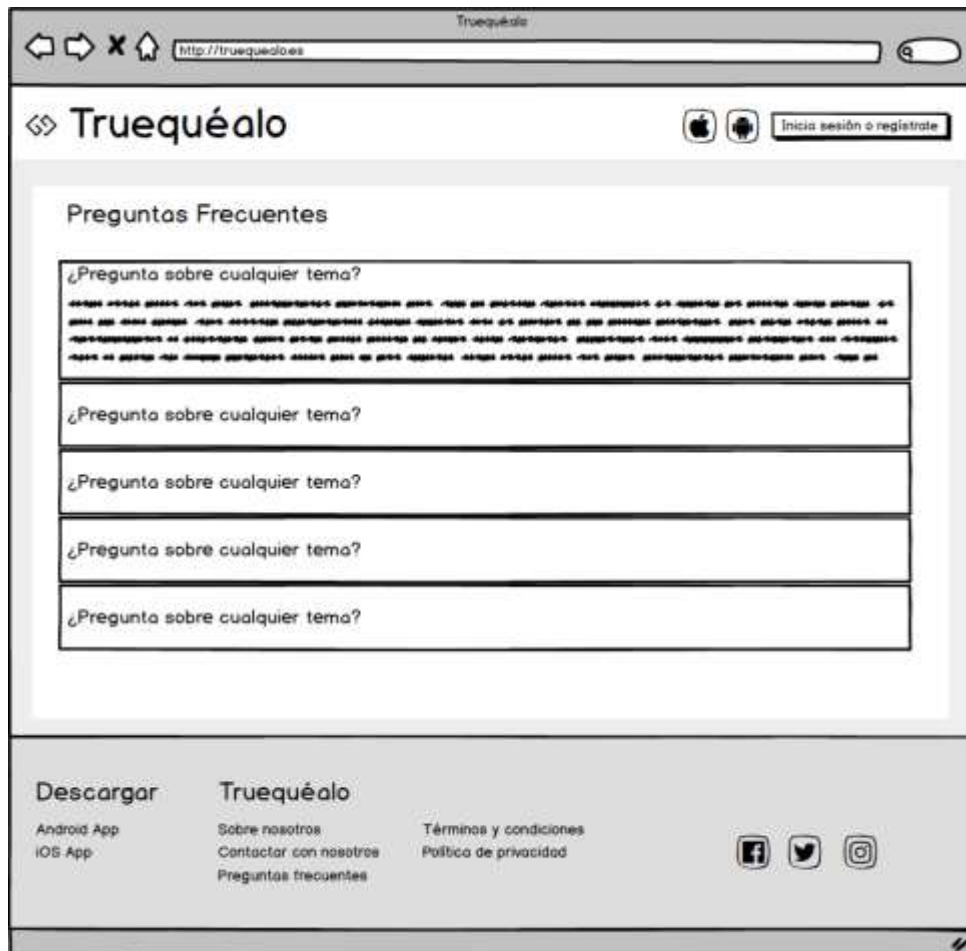 Truequéalo
http://truequealo.es
Truequéalo
Inicia sesión o regístrate
Preguntas Frecuentes
¿Pregunta sobre cualquier tema?
¿Pregunta sobre cualquier tema?
¿Pregunta sobre cualquier tema?
¿Pregunta sobre cualquier tema?
¿Pregunta sobre cualquier tema?
Descargar
Truequéalo
Android App
Sobre nosotros
Términos y condiciones
iOS App
Contactar con nosotros
Política de privacidad
Preguntas frecuentes